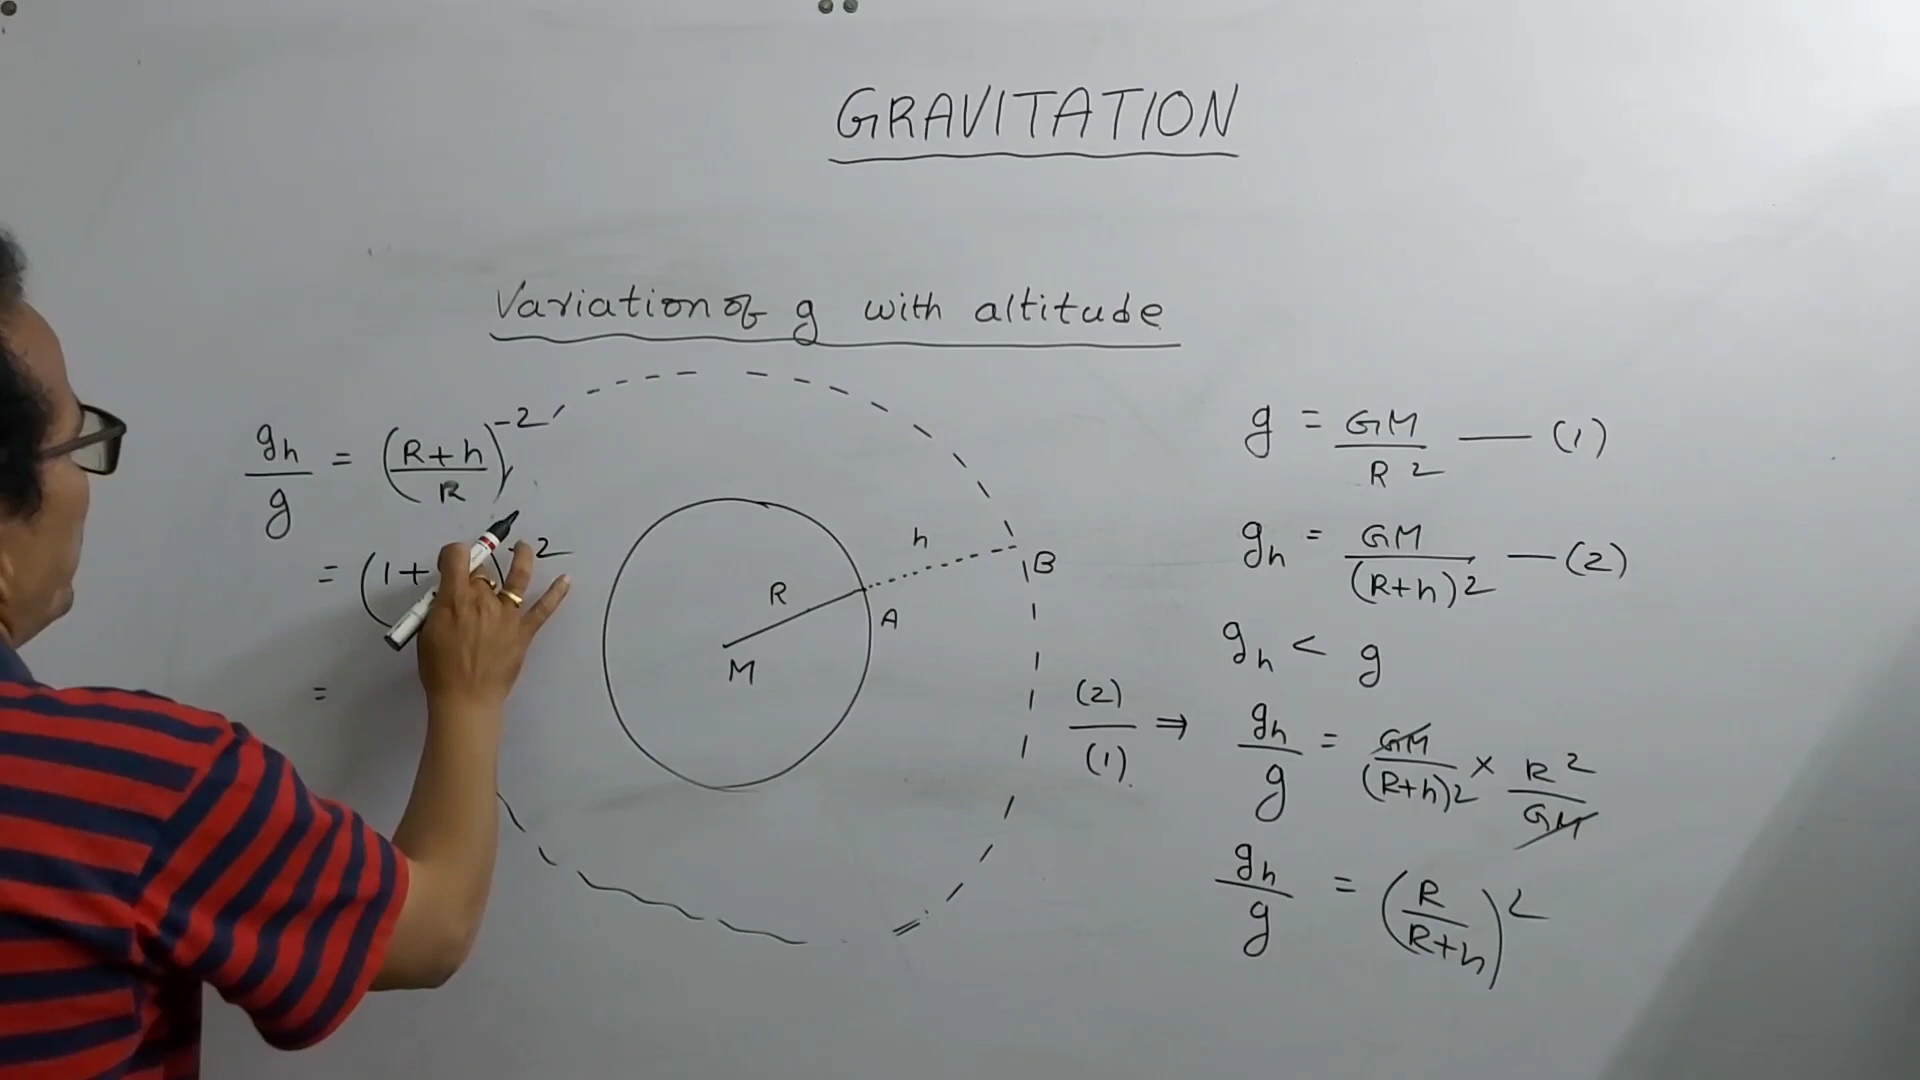 GRAVITATION
Variation of g with altitude
gh/g = (R+h/R)^-2
= (1+ )^-2
=
h
B
R
A
M
g = GM/R^2 — (1)
gh = GM/(R+h)^2 — (2)
gh < g
(2)/(1) ⇒ gh/g = GM/(R+h)^2 × R^2/GM
gh/g = (R/R+h)^2